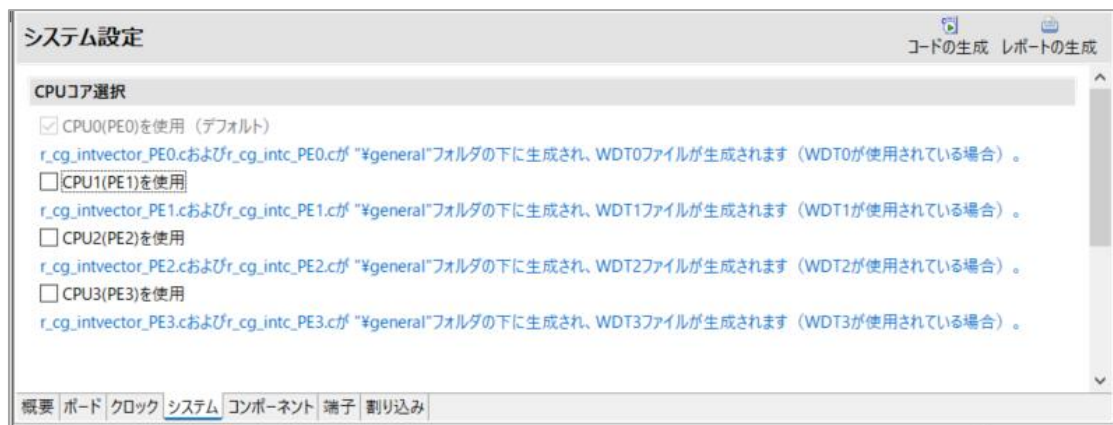 システム設定
コードの生成 レポートの生成
CPUコア選択
CPU0(PE0)を使用（デフォルト）
r_cg_intvector_PE0.cおよびr_cg_intc_PE0.cが "¥general"フォルダの下に生成され、WDT0ファイルが生成されます（WDT0が使用されている場合）。
CPU1(PE1)を使用
r_cg_intvector_PE1.cおよびr_cg_intc_PE1.cが "¥general"フォルダの下に生成され、WDT1ファイルが生成されます（WDT1が使用されている場合）。
CPU2(PE2)を使用
r_cg_intvector_PE2.cおよびr_cg_intc_PE2.cが "¥general"フォルダの下に生成され、WDT2ファイルが生成されます（WDT2が使用されている場合）。
CPU3(PE3)を使用
r_cg_intvector_PE3.cおよびr_cg_intc_PE3.cが "¥general"フォルダの下に生成され、WDT3ファイルが生成されます（WDT3が使用されている場合）。
概要 ボード クロック システム コンポーネント 端子 割り込み